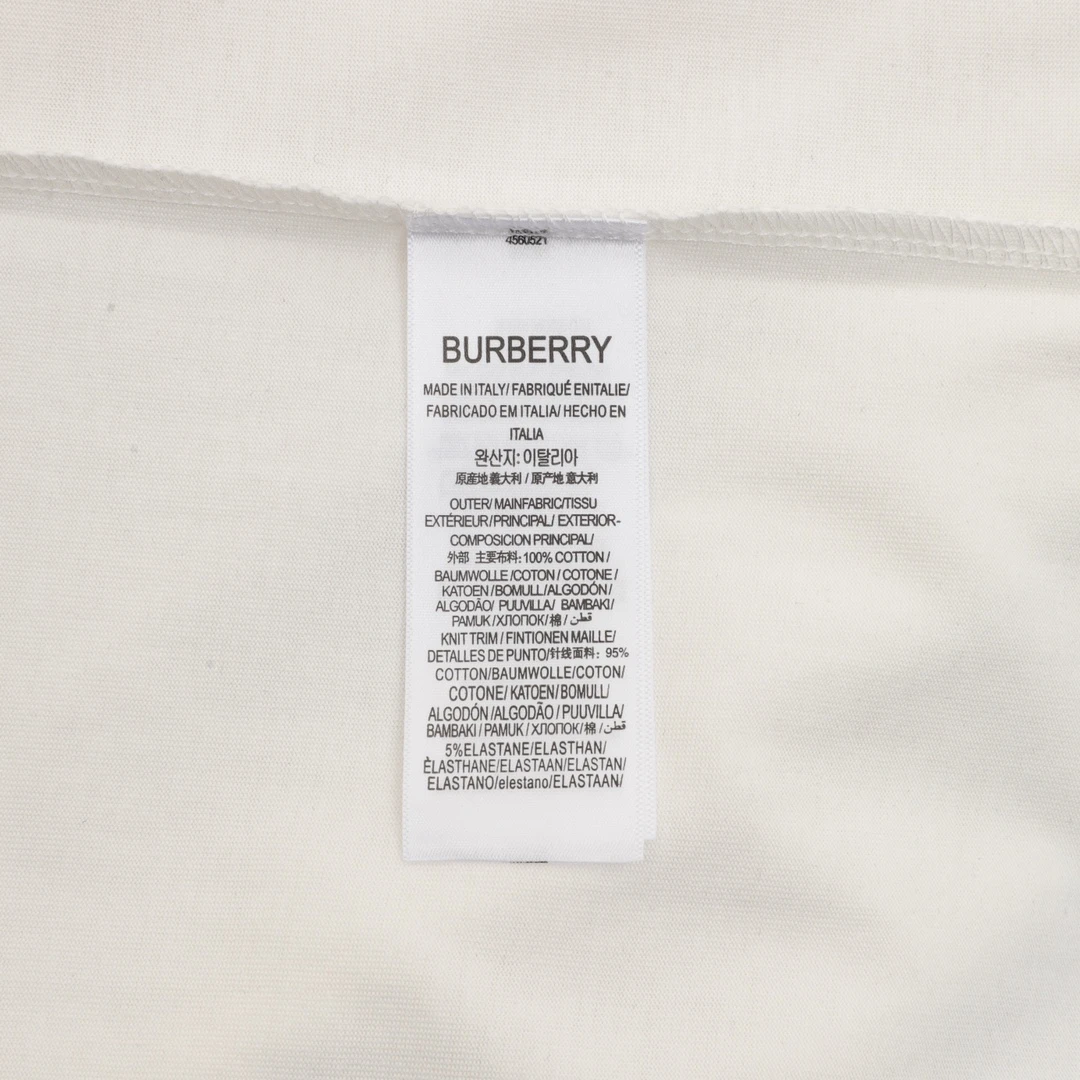 4560521
BURBERRY
MADE IN ITALY/ FABRIQUÉ ENITALIE/
FABRICADO EM ITALIA/ HECHO EN
ITALIA
완산지: 이탈리아
原産地義大利 / 原产地意大利
OUTER/ MAINFABRIC/TISSU
EXTÉRIEUR/PRINCIPAL/ EXTERIOR-
COMPOSICION PRINCIPAL/
外部 主要布料: 100% COTTON /
BAUMWOLLE /COTON / COTONE /
KATOEN /BOMULL/ALGODÓN /
ALGODÃO/ PUUVILLA/ BAMBAKI/
PAMUK /ХЛОПОК/棉 / قطن
KNIT TRIM / FINTIONEN MAILLE/
DETALLES DE PUNTO/针线面料: 95%
COTTON/BAUMWOLLE/COTON/
COTONE/ KATOEN/BOMULL/
ALGODÓN /ALGODÃO / PUUVILLA/
BAMBAKI / PAMUK / ХЛОПОК/棉 / قطن/
5%ELASTANE/ELASTHAN/
ÈLASTHANE/ELASTAAN/ELASTAN/
ELASTANO/elestano/ELASTAAN/